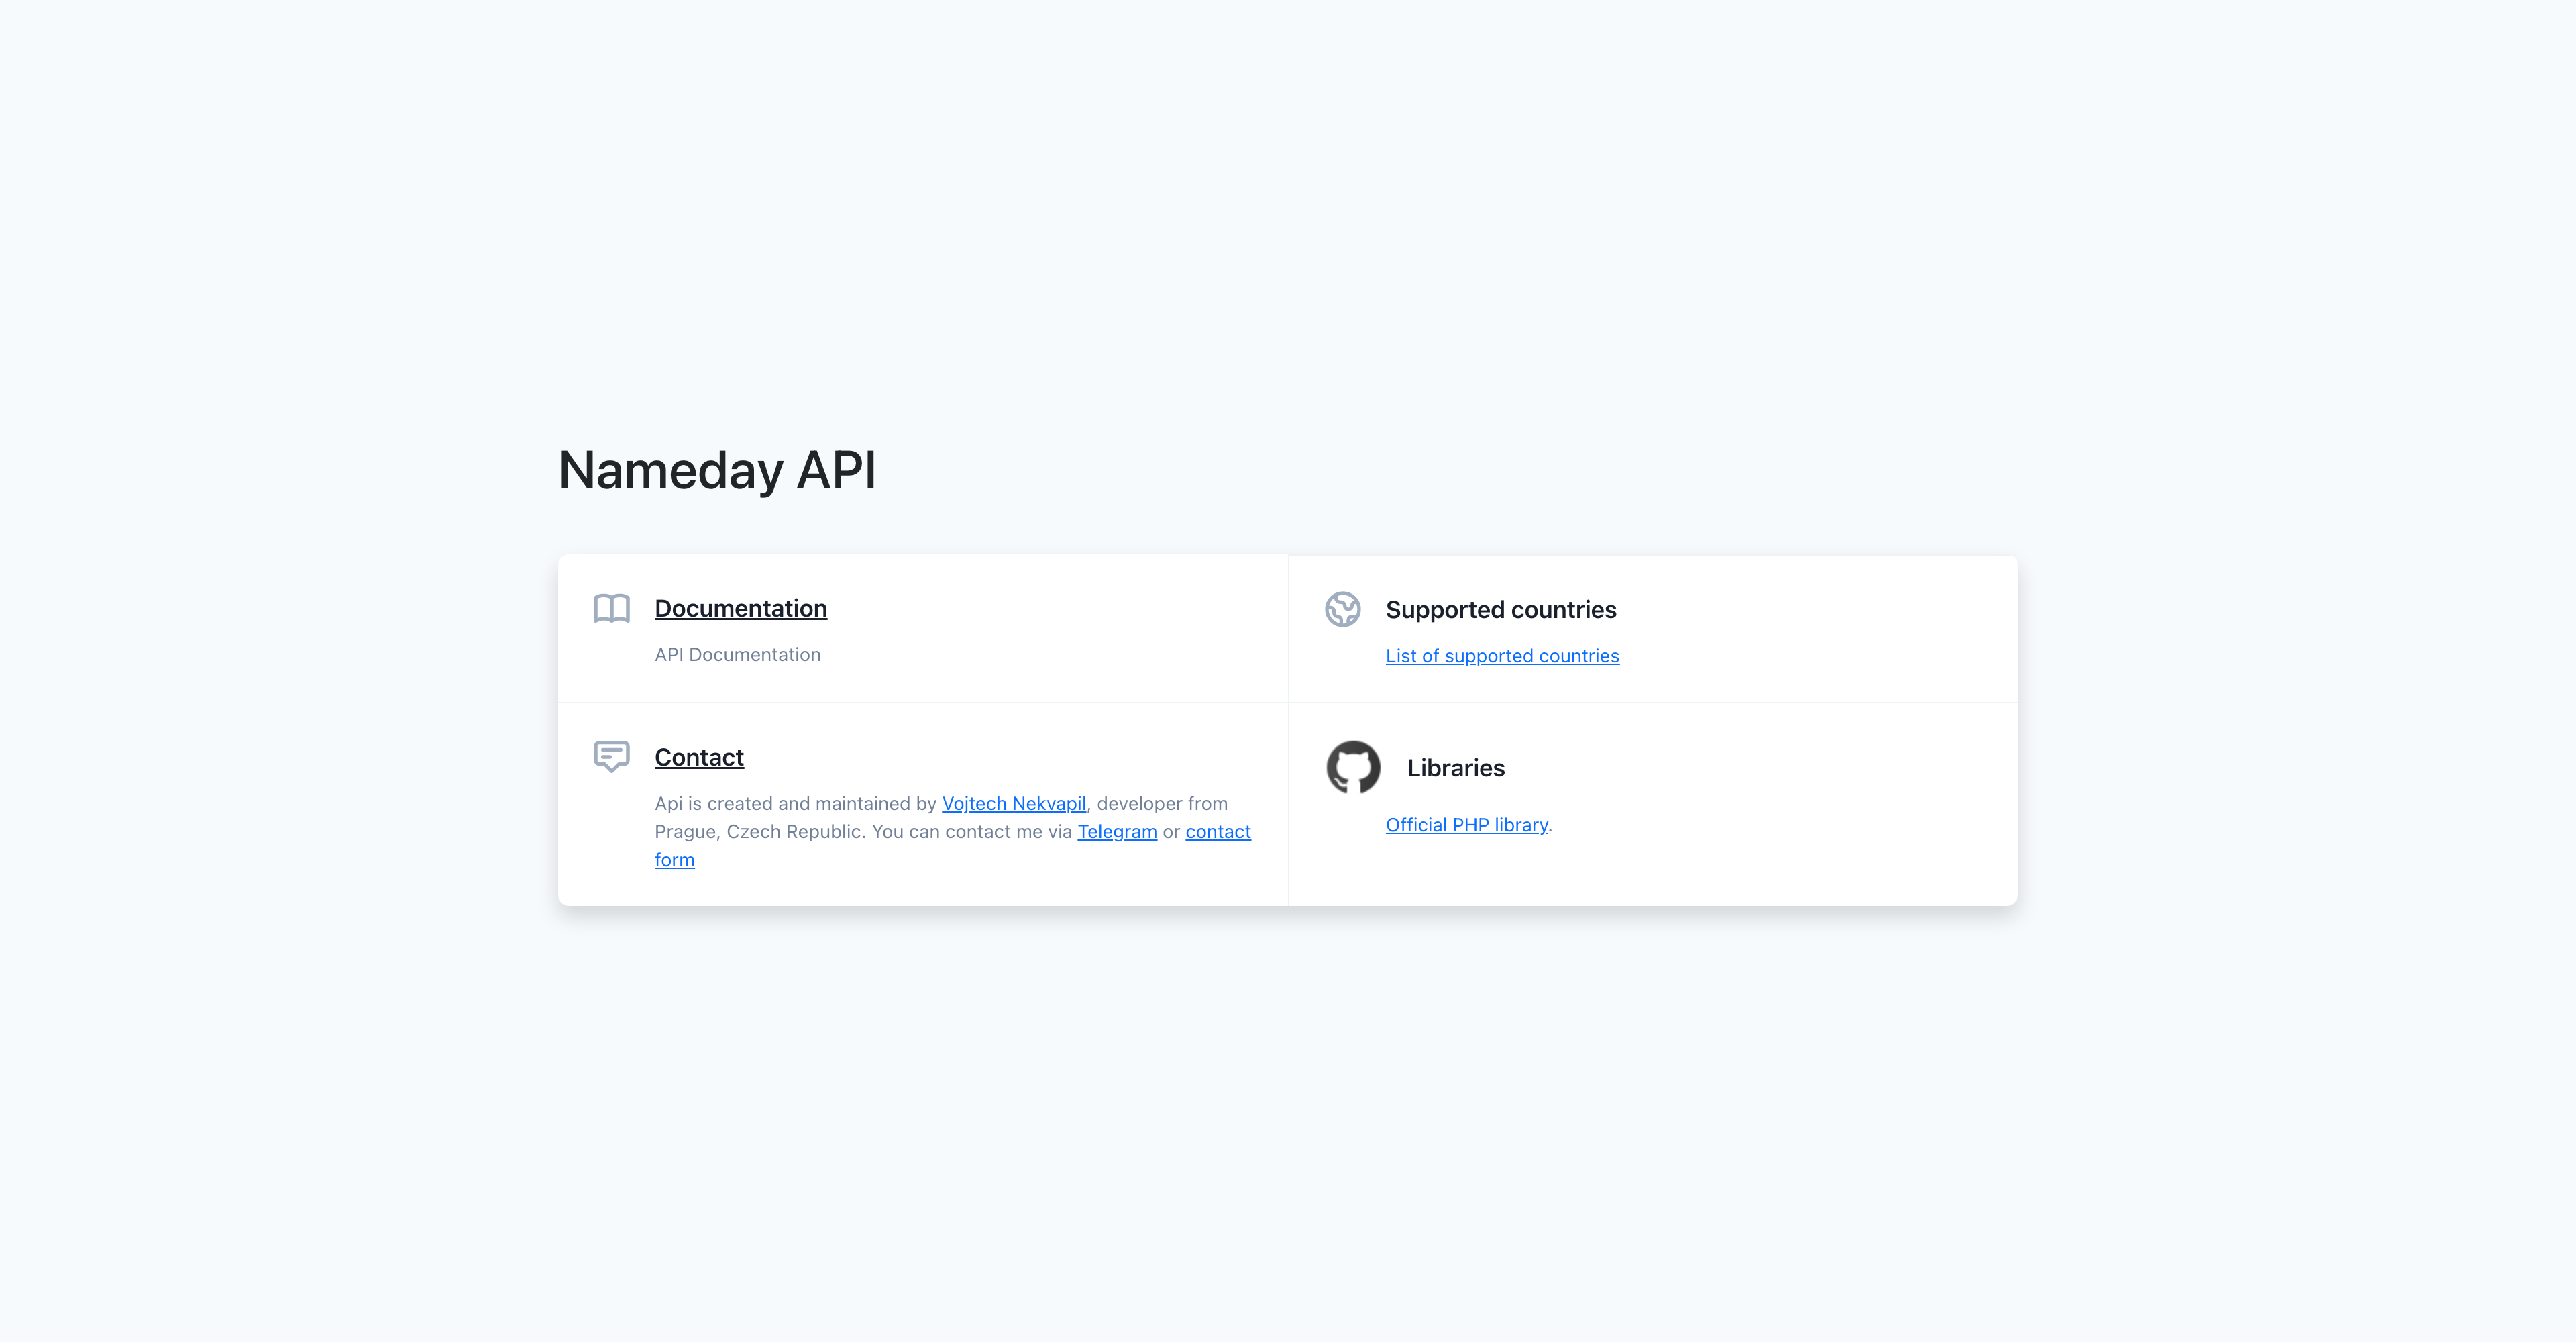 Nameday API
Documentation
API Documentation
Supported countries
List of supported countries
Contact
Api is created and maintained by Vojtech Nekvapil, developer from
Prague, Czech Republic. You can contact me via Telegram or contact
form
Libraries
Official PHP library.